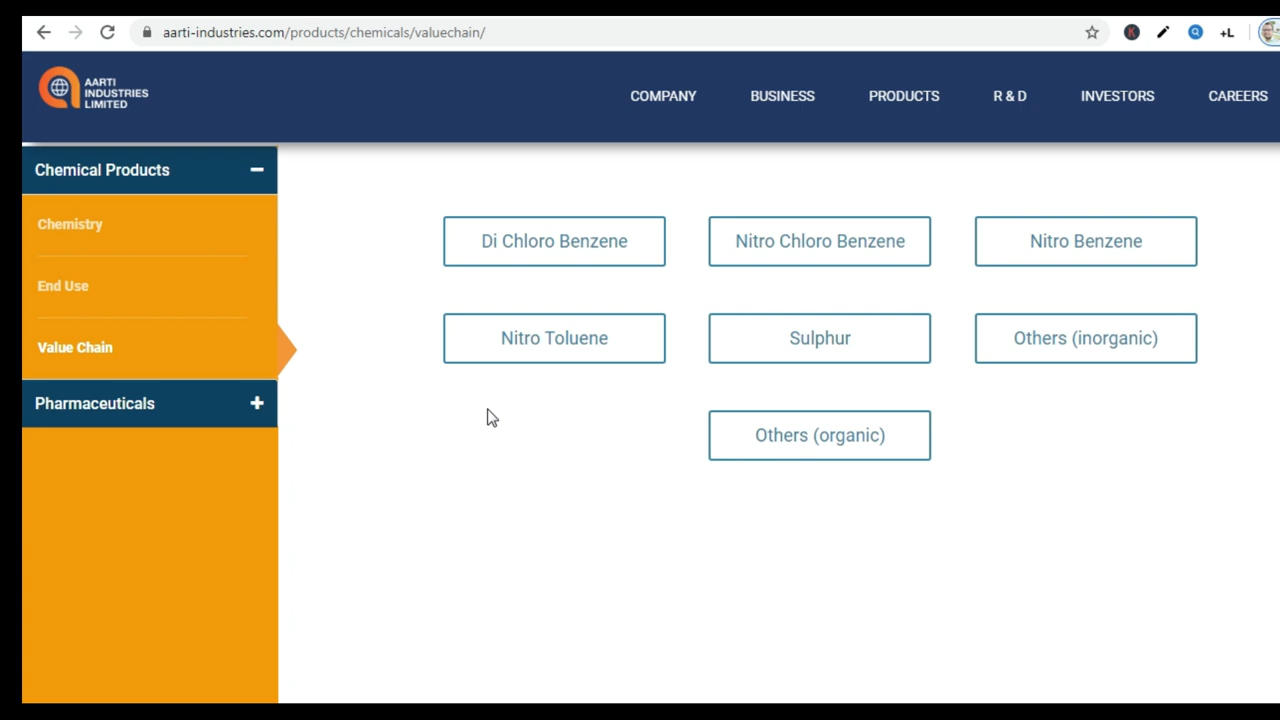 aarti-industries.com/products/chemicals/valuechain/
K
+L
AARTI
INDUSTRIES
LIMITED
COMPANY BUSINESS PRODUCTS R & D INVESTORS CAREERS
Chemical Products
Chemistry
End Use
Value Chain
Pharmaceuticals
Di Chloro Benzene Nitro Chloro Benzene Nitro Benzene
Nitro Toluene Sulphur Others (inorganic)
Others (organic)